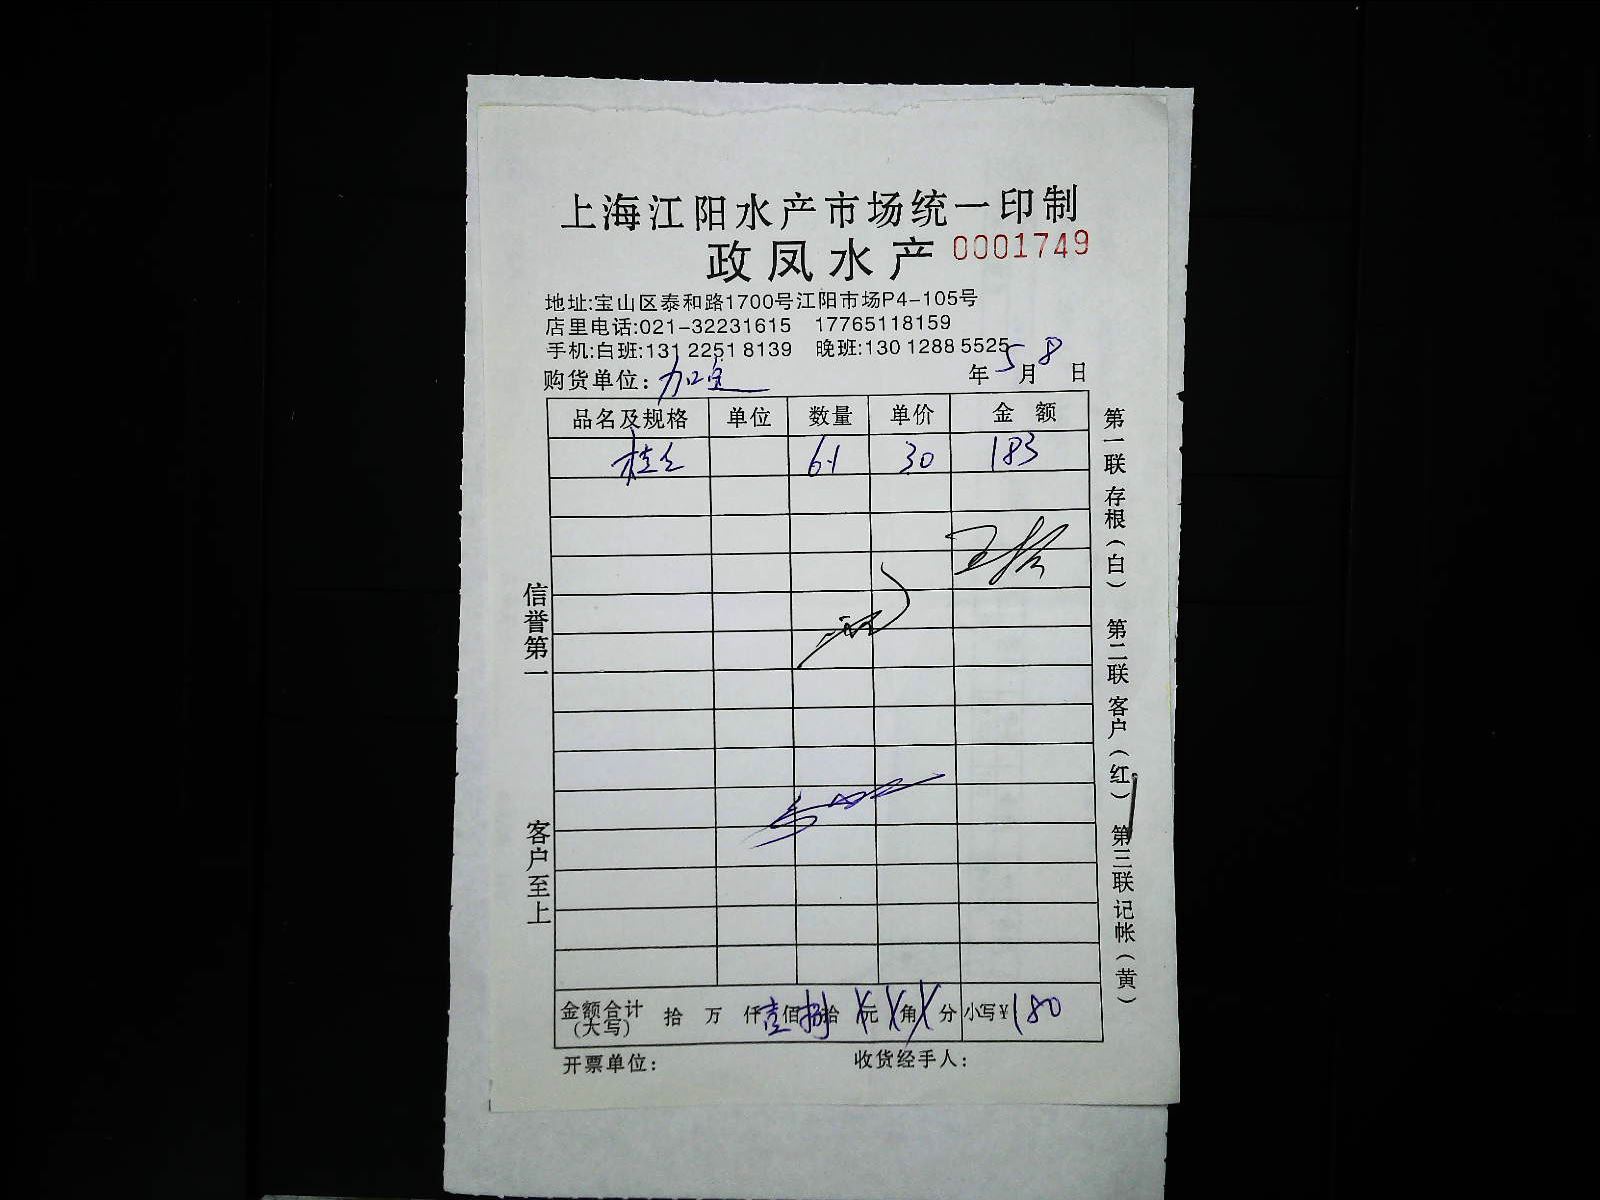 上海江阳水产市场统一印制
政凤水产 0001749
地址:宝山区泰和路1700号江阳市场P4-105号
店里电话:021-32231615 17765118159
手机:白班:131 2251 8139 晚班:130 1288 5525
购货单位: 年 5 月 8 日
品名及规格 单位 数量 单价 金额
桂 6.1 30 183
金额合计(大写) 拾 万 仟 壹 佰 捌 拾 元 角 分 小写¥ 180
开票单位: 收货经手人:
信誉第一
客户至上
第一联 存根(白) 第二联 客户(红) 第三联 记帐(黄)